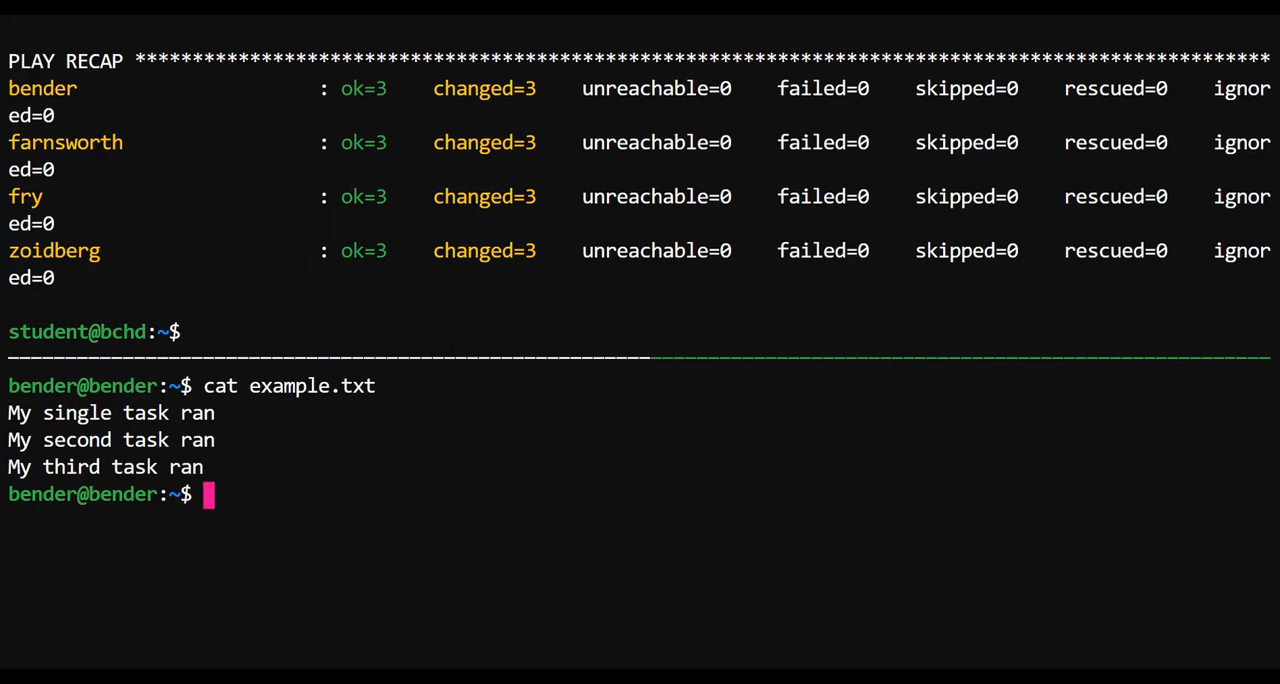 PLAY RECAP ***************************************************************************************************
bender                     : ok=3    changed=3    unreachable=0    failed=0    skipped=0    rescued=0    ignor
ed=0
farnsworth                 : ok=3    changed=3    unreachable=0    failed=0    skipped=0    rescued=0    ignor
ed=0
fry                        : ok=3    changed=3    unreachable=0    failed=0    skipped=0    rescued=0    ignor
ed=0
zoidberg                   : ok=3    changed=3    unreachable=0    failed=0    skipped=0    rescued=0    ignor
ed=0
student@bchd:~$
bender@bender:~$ cat example.txt
My single task ran
My second task ran
My third task ran
bender@bender:~$